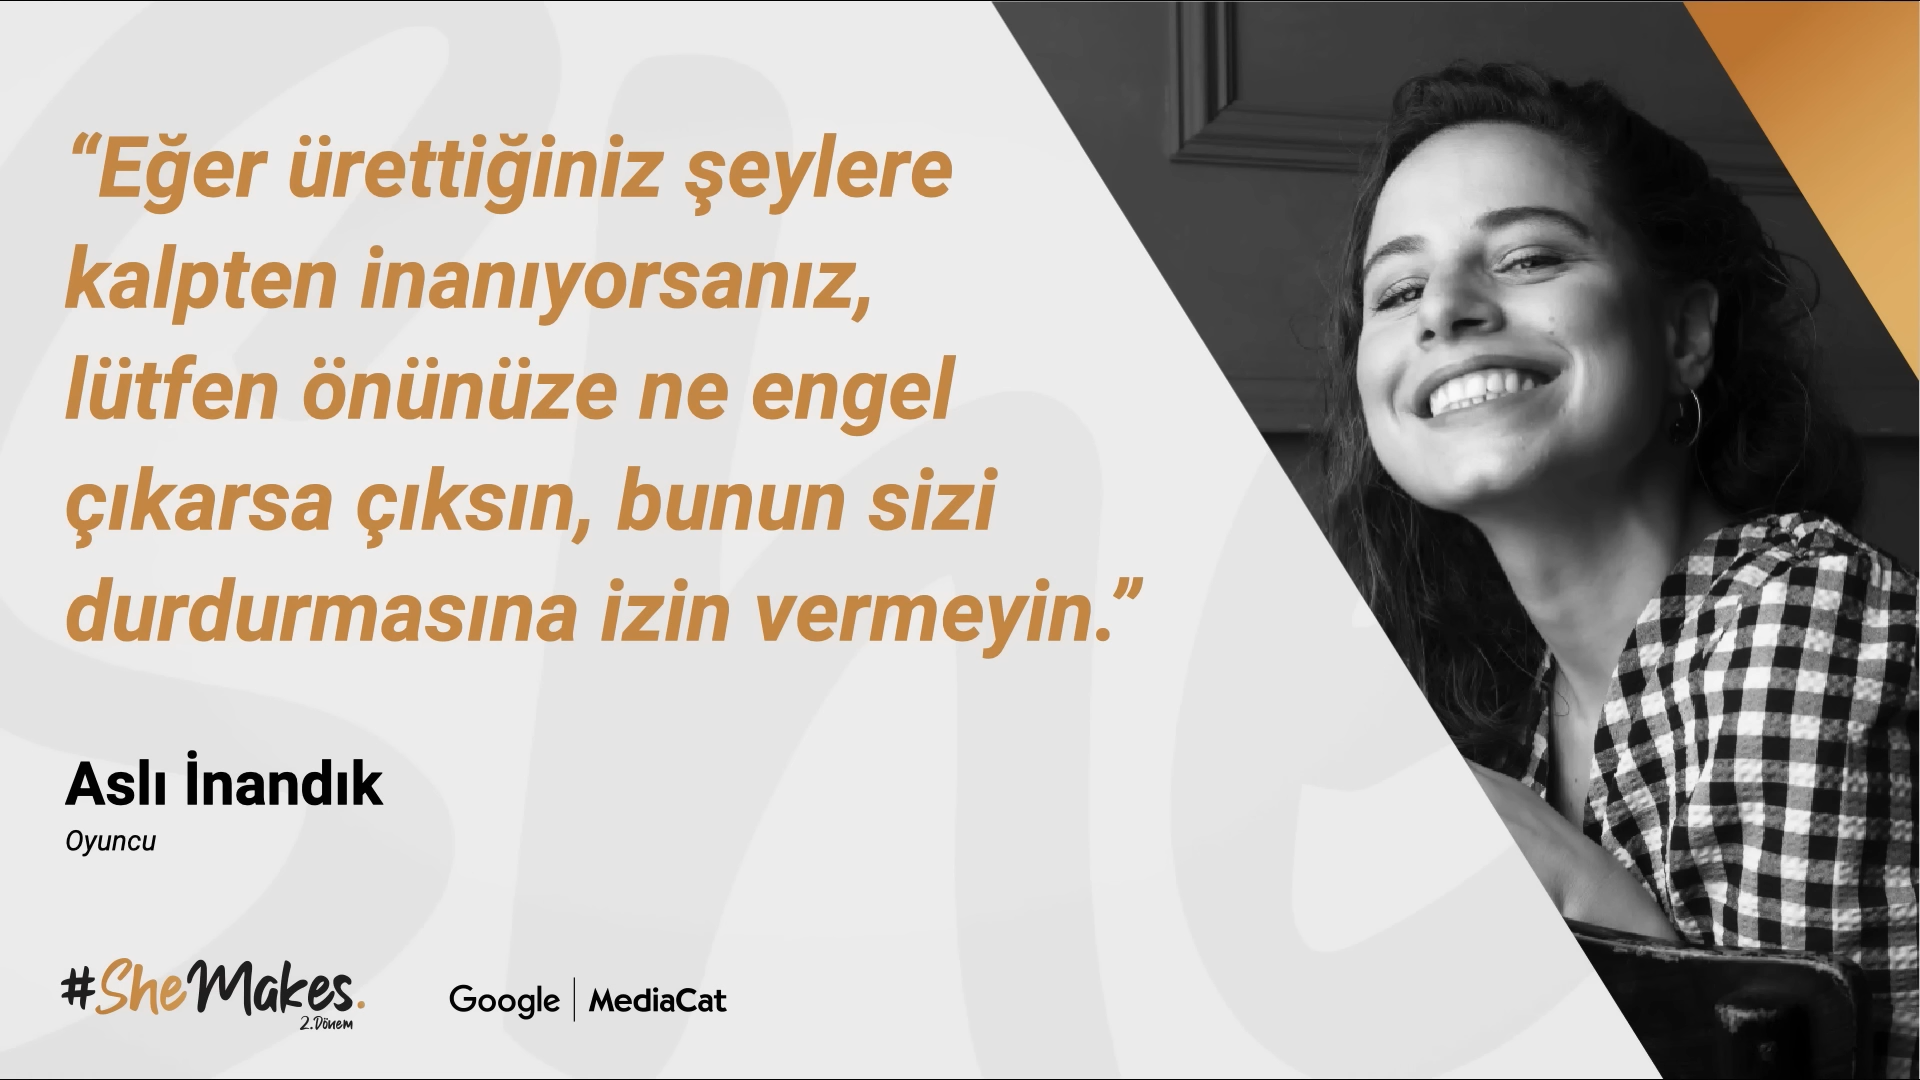 “Eğer ürettiğiniz şeylere
kalpten inanıyorsanız,
lütfen önünüze ne engel
çıkarsa çıksın, bunun sizi
durdurmasına izin vermeyin.”
Aslı İnandık
Oyuncu
#SheMakes.
2.Dönem
Google | MediaCat